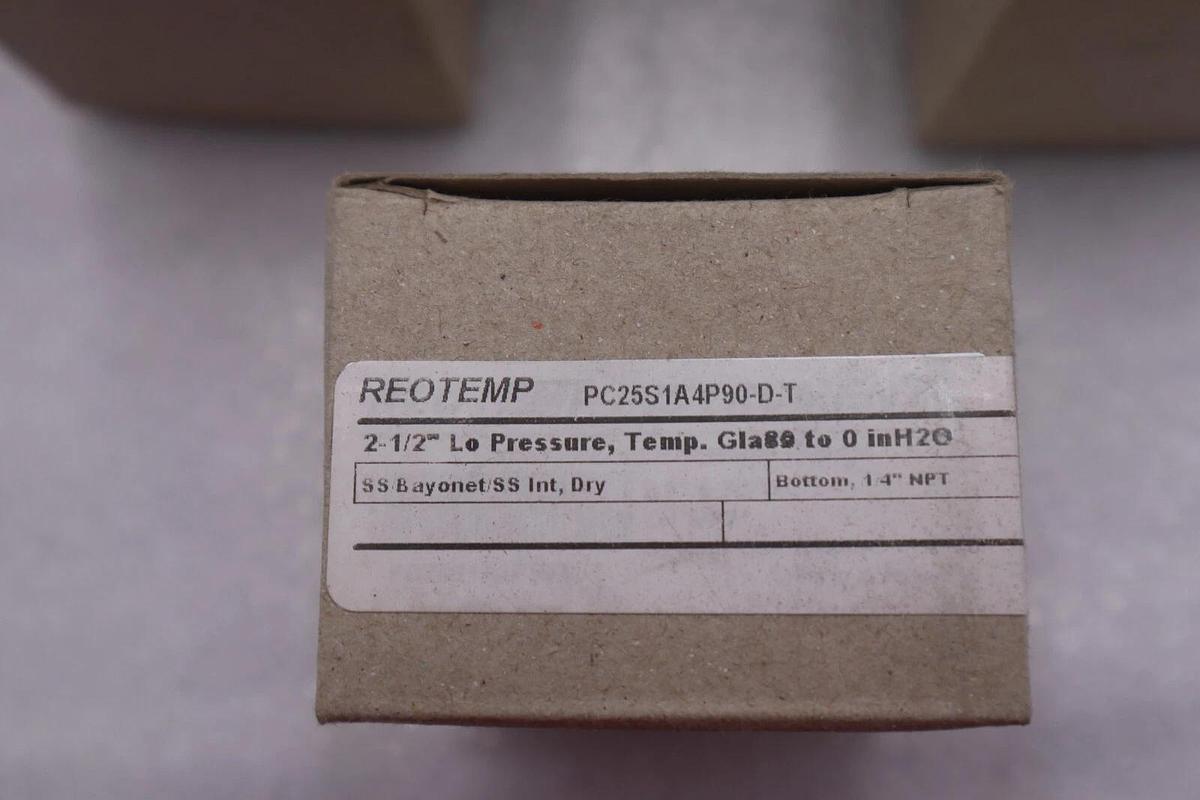 REOTEMP PC25S1A4P90-D-T
2-1/2" Lo Pressure, Temp. to 0 inH2O
SS/Bayonet/SS Int, Dry
Bottom, 1/4" NPT